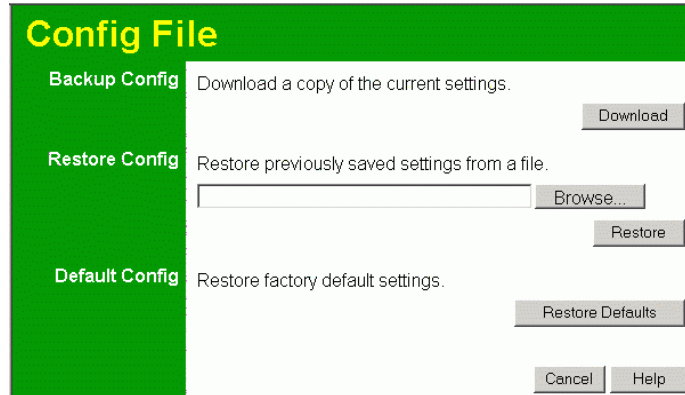 Config File
Backup Config Download a copy of the current settings.
Download
Restore Config Restore previously saved settings from a file.
Browse...
Restore
Default Config Restore factory default settings.
Restore Defaults
Cancel Help